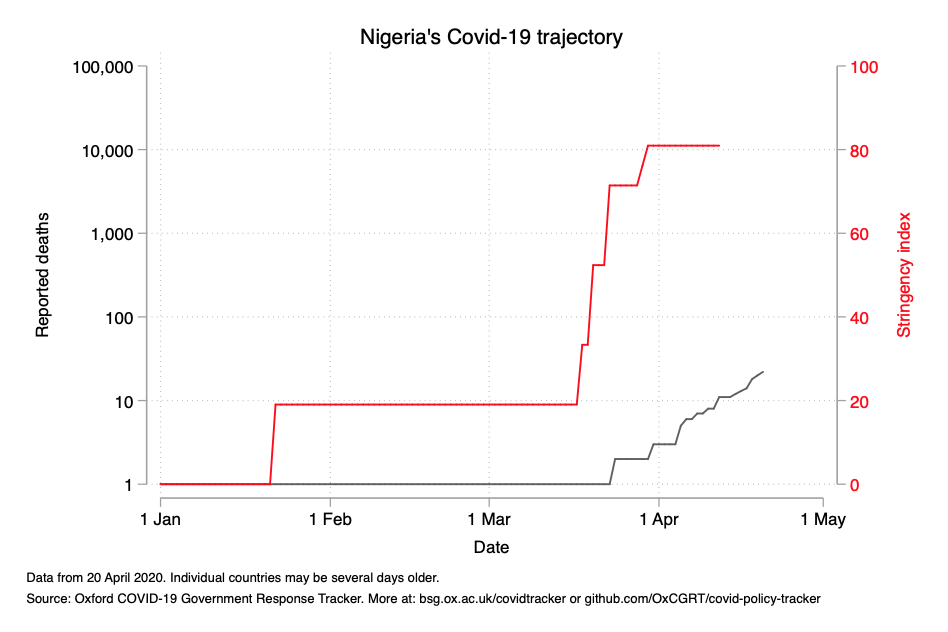 Nigeria's Covid-19 trajectory
100,000
10,000
1,000
100
10
1
Reported deaths
100
80
60
40
20
0
Stringency index
1 Jan
1 Feb
1 Mar
1 Apr
1 May
Date
Data from 20 April 2020. Individual countries may be several days older.
Source: Oxford COVID-19 Government Response Tracker. More at: bsg.ox.ac.uk/covidtracker or github.com/OxCGRT/covid-policy-tracker